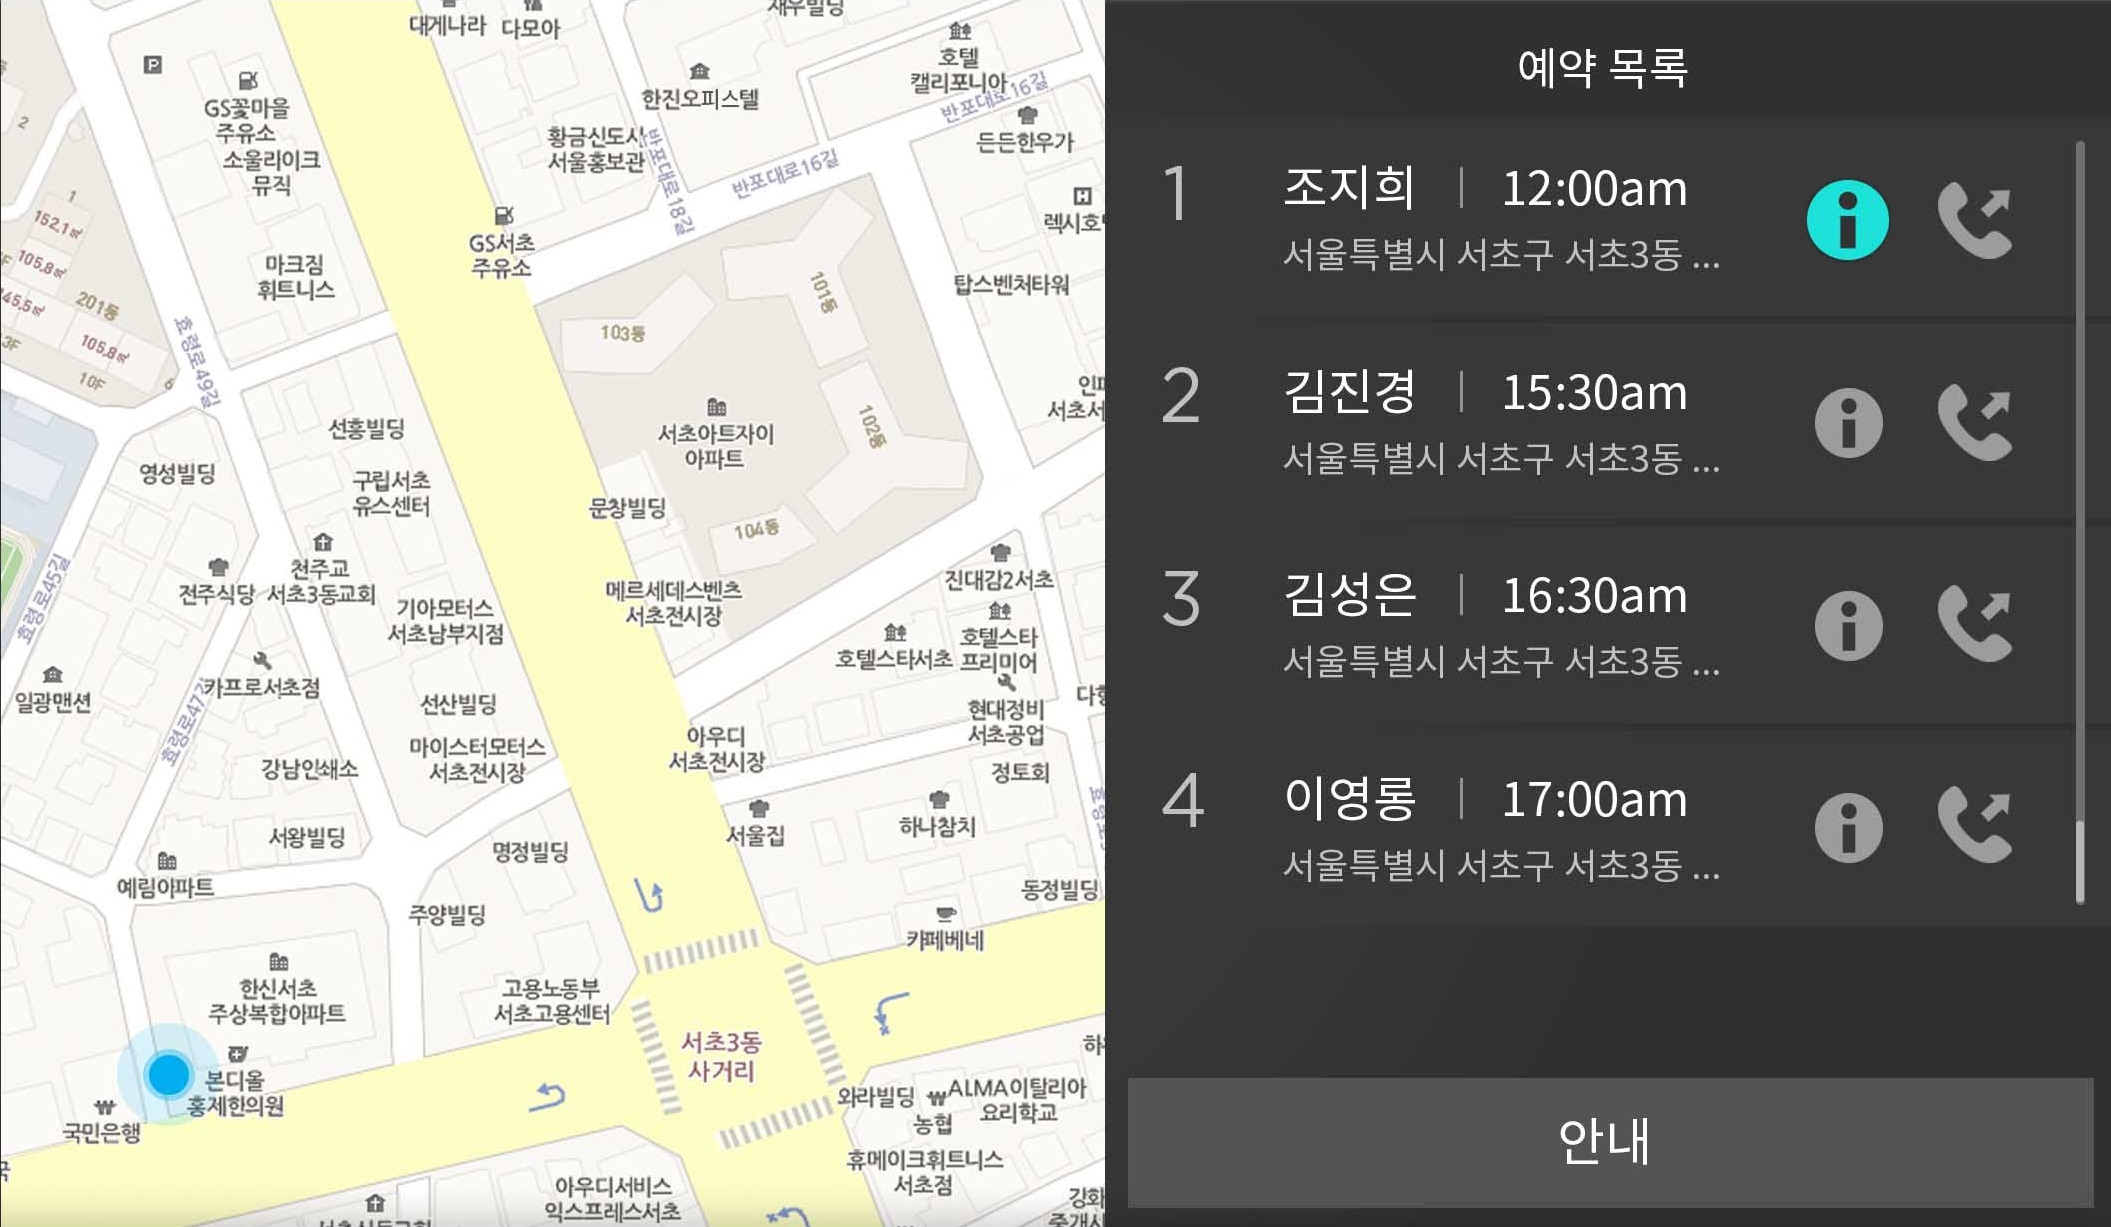 대게나라
다모아
재우빌딩
P
GS꽃마을
주유소
소울리이크
뮤직
한진오피스텔
호텔
캘리포니아
반포대로16길
황금신도시
서울홍보관
반포대로18길
반포대로16길
든든한우가
2
1
152.1㎡
105.8㎡
201동
105.8㎡
10F
6
마크짐
휘트니스
GS서초
주유소
탑스벤처타워
효령로49길
103동
101동
102동
104동
서초아트자이
아파트
선흥빌딩
영성빌딩
구립서초
유스센터
문창빌딩
효령로45길
전주식당
천주교
서초3동교회
기아모터스
서초남부지점
메르세데스벤츠
서초전시장
진대감2서초
호텔스타서초
호텔스타
프리미어
일광맨션
카프로서초점
효령로47길
선산빌딩
현대정비
서초공업
강남인쇄소
마이스터모터스
서초전시장
아우디
서초전시장
정토회
서왕빌딩
명정빌딩
서울집
하나참치
예림아파트
주양빌딩
동정빌딩
카페베네
한신서초
주상복합아파트
고용노동부
서초고용센터
서초3동
사거리
본디올
홍제한의원
국민은행
와라빌딩
농협
ALMA이탈리아
요리학교
휴메이크휘트니스
서초점
아우디서비스
익스프레스서초
예약 목록
1 조지희 | 12:00am
서울특별시 서초구 서초3동 ...
2 김진경 | 15:30am
서울특별시 서초구 서초3동 ...
3 김성은 | 16:30am
서울특별시 서초구 서초3동 ...
4 이영롱 | 17:00am
서울특별시 서초구 서초3동 ...
안내